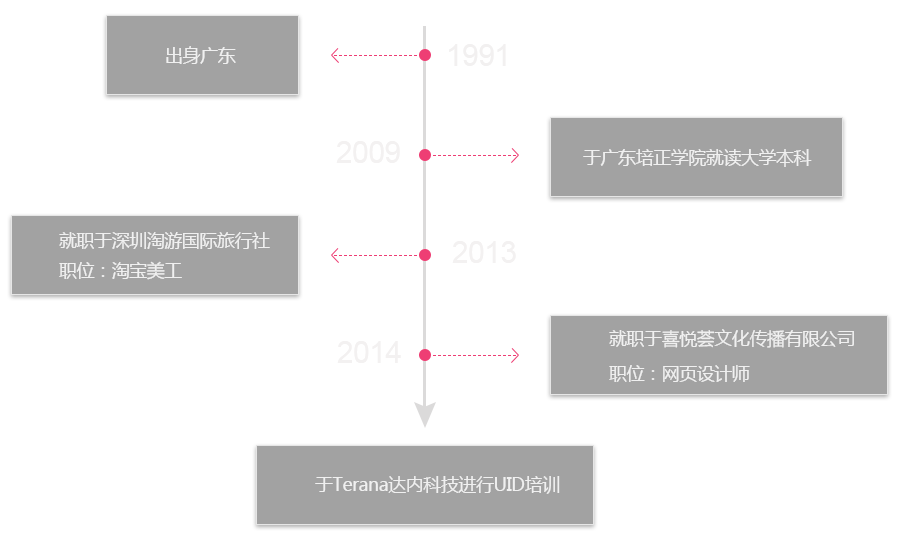 出身广东
1991
2009
于广东培正学院就读大学本科
就职于深圳淘游国际旅行社
职位：淘宝美工
2013
2014
就职于喜悦荟文化传播有限公司
职位：网页设计师
于Terana达内科技进行UID培训